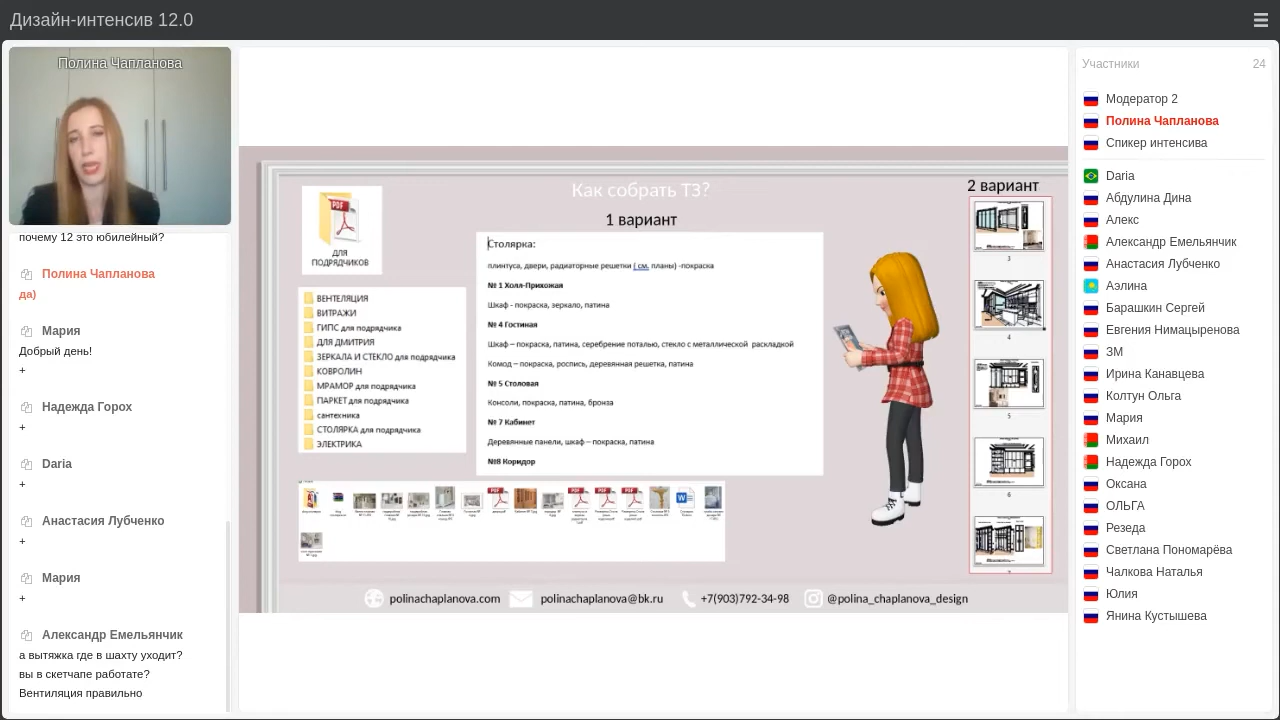 Дизайн-интенсив 12.0
Полина Чапланова
почему 12 это юбилейный?
Полина Чапланова
да)
Мария
Добрый день!
+
Надежда Горох
+
Daria
+
Анастасия Лубченко
+
Мария
+
Александр Емельянчик
а вытяжка где в шахту уходит?
вы в скетчапе работате?
Вентиляция правильно
Как собрать ТЗ?
1 вариант
2 вариант
ДЛЯ
ПОДРЯДЧИКОВ
ВЕНТЕЛЯЦИЯ
ВИТРАЖИ
ГИПС для подрядчика
ДЛЯ ДМИТРИЯ
ЗЕРКАЛА И СТЕКЛО для подрядчика
КОВРОЛИН
МРАМОР для подрядчика
ПАРКЕТ для подрядчика
сантехника
СТОЛЯРКА для подрядчика
ЭЛЕКТРИКА
Столярка:
плинтуса, двери, радиаторные решетки ( см. планы) -покраска
№ 1 Холл-Прихожая
Шкаф - покраска, зеркало, патина
№ 4 Гостиная
Шкаф – покраска, патина, серебрение поталью, стекло с металлической раскладкой
Комод – покраска, роспись, деревянная решетка, патина
№ 5 Столовая
Консоли, покраска, патина, бронза
№ 7 Кабинет
Деревянные панели, шкаф – покраска, патина
№8 Коридор
3
4
5
6
polinachaplanova.com
polinachaplanova@bk.ru
+7(903)792-34-98
@polina_chaplanova_design
Участники 24
Модератор 2
Полина Чапланова
Спикер интенсива
Daria
Абдулина Дина
Алекс
Александр Емельянчик
Анастасия Лубченко
Аэлина
Барашкин Сергей
Евгения Нимацыренова
ЗМ
Ирина Канавцева
Колтун Ольга
Мария
Михаил
Надежда Горох
Оксана
ОЛЬГА
Резеда
Светлана Пономарёва
Чалкова Наталья
Юлия
Янина Кустышева